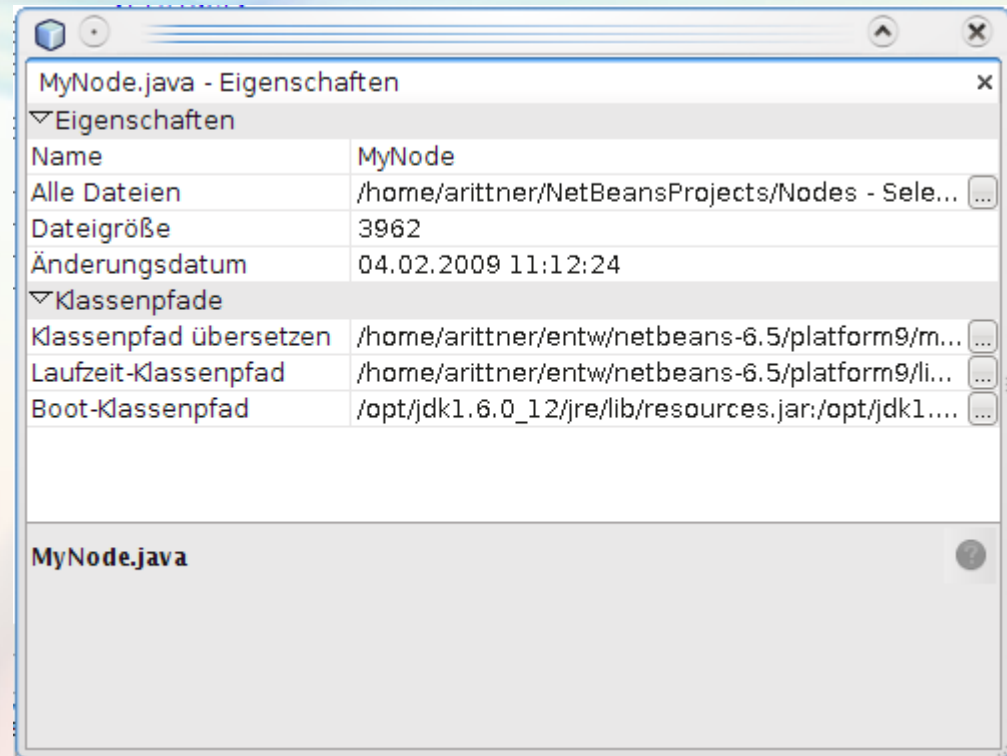 MyNode.java - Eigenschaften
Eigenschaften
Name MyNode
Alle Dateien /home/arittner/NetBeansProjects/Nodes - Sele... ...
Dateigröße 3962
Änderungsdatum 04.02.2009 11:12:24
Klassenpfade
Klassenpfad übersetzen /home/arittner/entw/netbeans-6.5/platform9/m... ...
Laufzeit-Klassenpfad /home/arittner/entw/netbeans-6.5/platform9/li... ...
Boot-Klassenpfad /opt/jdk1.6.0_12/jre/lib/resources.jar:/opt/jdk1.... ...
MyNode.java
?